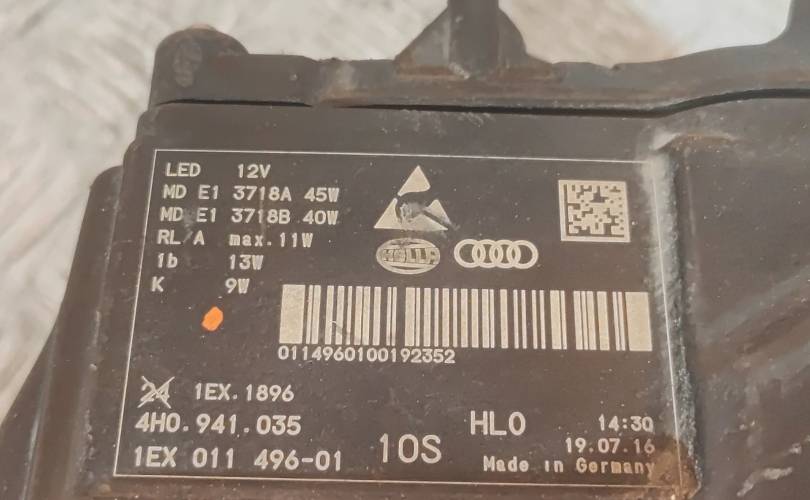 LED 12V
MD E1 3718A 45W
MD E1 3718B 40W
RL/A max.11W
1b 13W
K 9W
HELLA
0114960100192352
24 1EX.1896
4H0.941.035
1EX 011 496-01
10S
HL0
14:30
19.07.16
Made in Germany